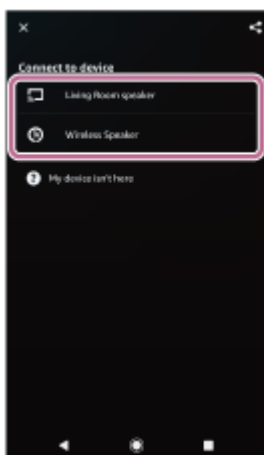 Connect to device
Living Room speaker
Wireless Speaker
My device isn't here